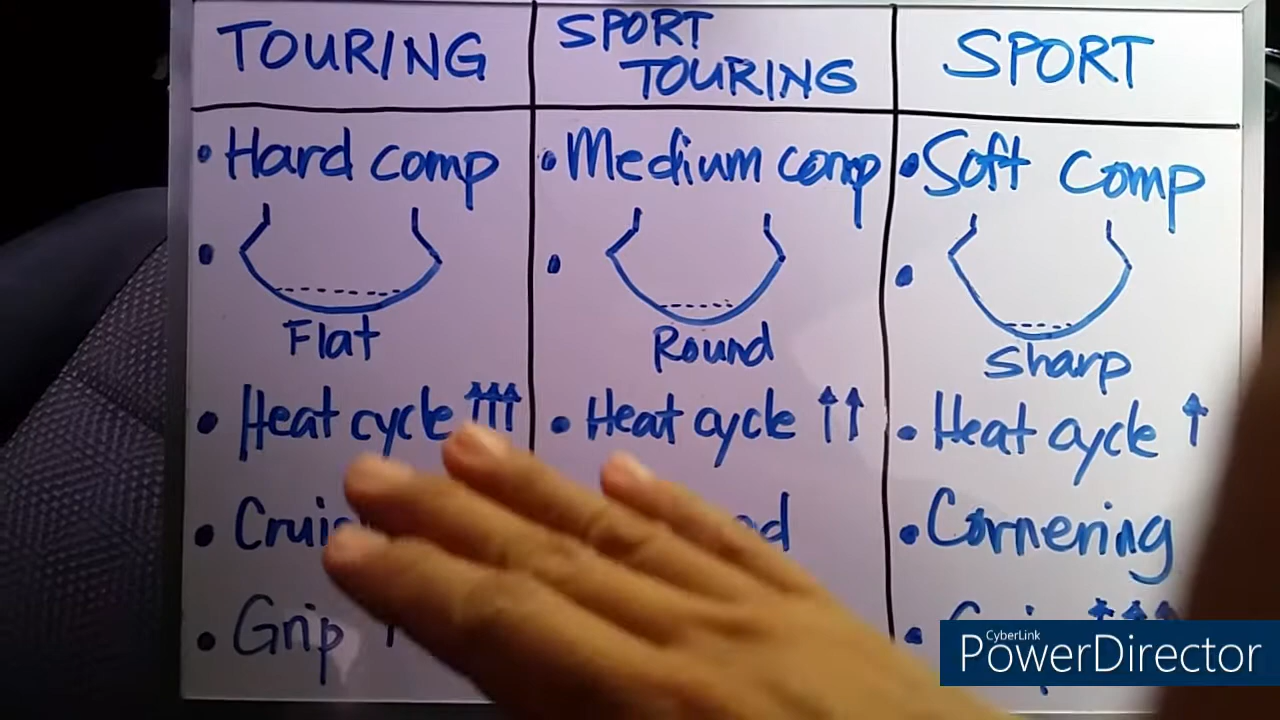 TOURING
SPORT TOURING
SPORT
• Hard comp
Flat
• Heat cycle ↑↑↑
• Grip ↑
• Medium comp
Round
• Heat cycle ↑↑
• Soft comp
Sharp
• Heat cycle ↑
• Cornering
CyberLink
PowerDirector